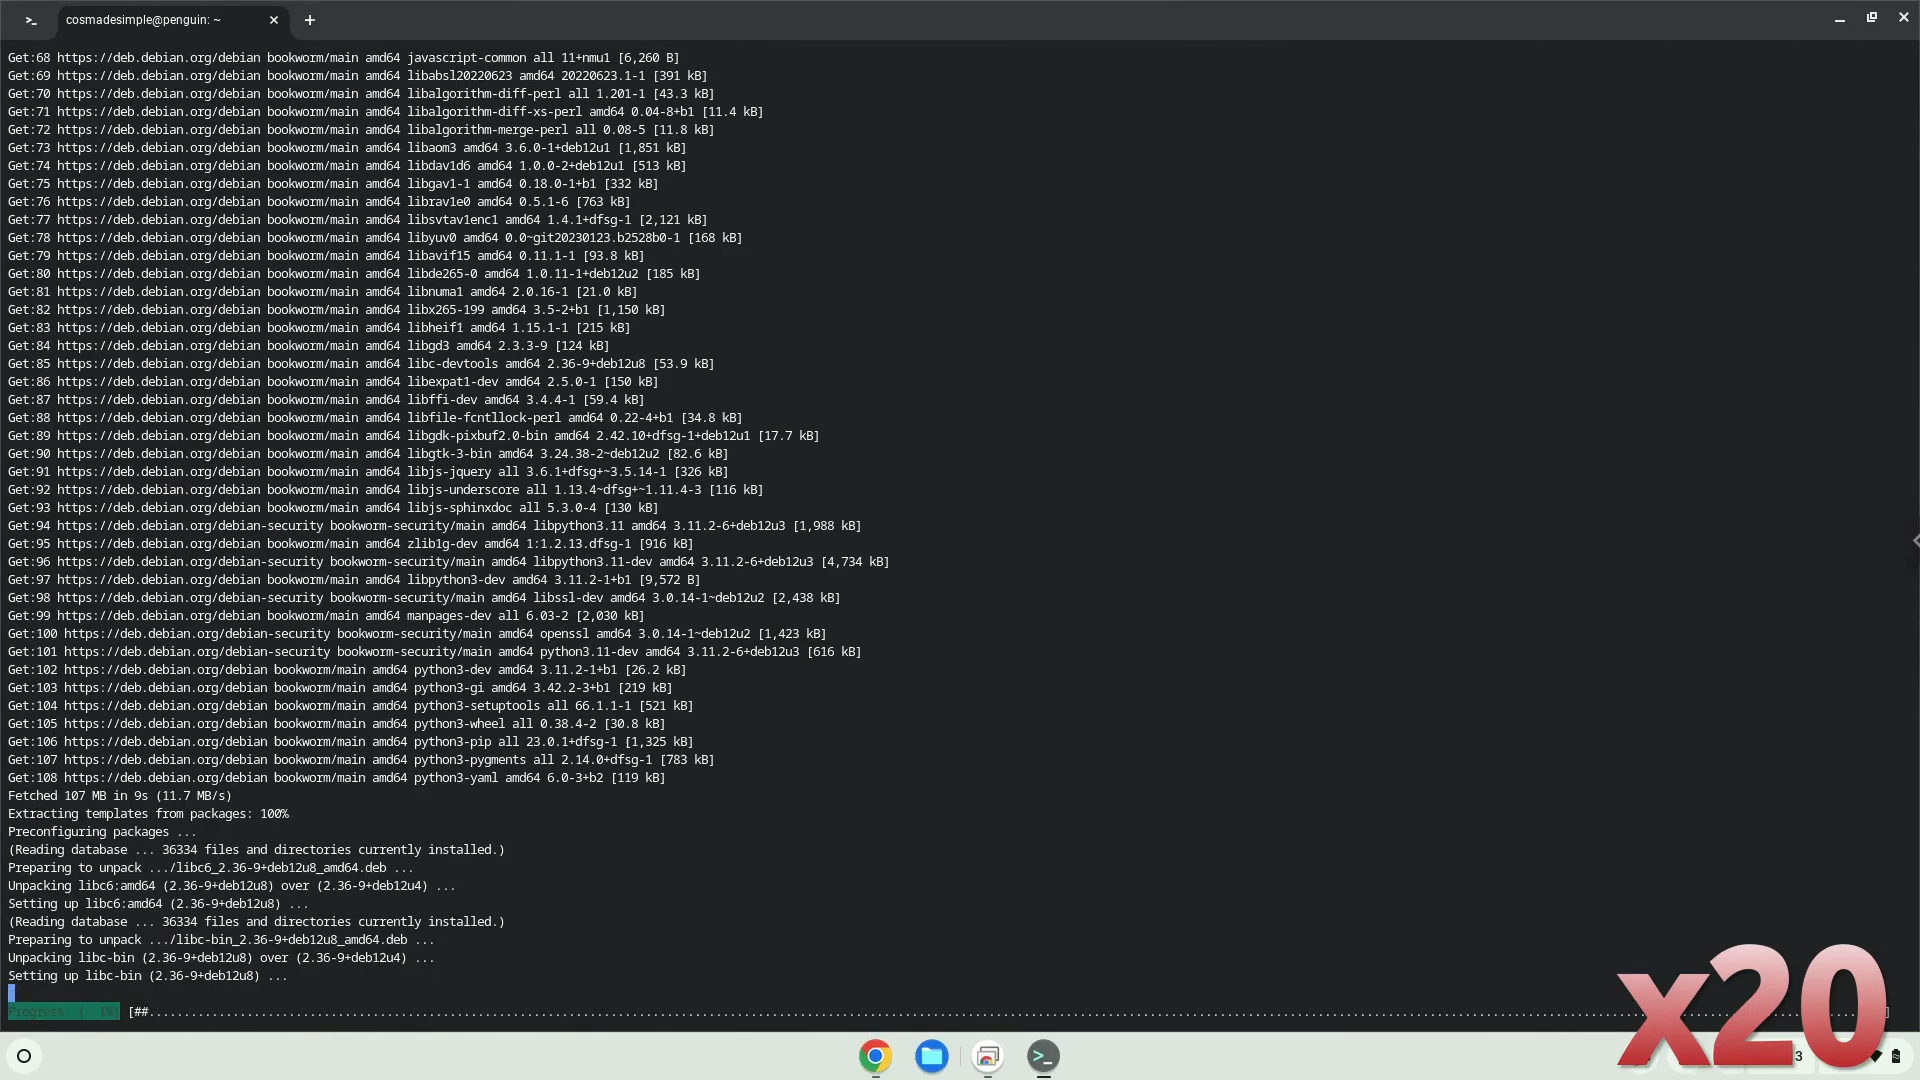 cosmadesimple@penguin: ~
Get:68 https://deb.debian.org/debian bookworm/main amd64 javascript-common all 11+nmu1 [6,260 B]
Get:69 https://deb.debian.org/debian bookworm/main amd64 libabsl20220623 amd64 20220623.1-1 [391 kB]
Get:70 https://deb.debian.org/debian bookworm/main amd64 libalgorithm-diff-perl all 1.201-1 [43.3 kB]
Get:71 https://deb.debian.org/debian bookworm/main amd64 libalgorithm-diff-xs-perl amd64 0.04-8+b1 [11.4 kB]
Get:72 https://deb.debian.org/debian bookworm/main amd64 libalgorithm-merge-perl all 0.08-5 [11.8 kB]
Get:73 https://deb.debian.org/debian bookworm/main amd64 libaom3 amd64 3.6.0-1+deb12u1 [1,851 kB]
Get:74 https://deb.debian.org/debian bookworm/main amd64 libdav1d6 amd64 1.0.0-2+deb12u1 [513 kB]
Get:75 https://deb.debian.org/debian bookworm/main amd64 libgav1-1 amd64 0.18.0-1+b1 [332 kB]
Get:76 https://deb.debian.org/debian bookworm/main amd64 librav1e0 amd64 0.5.1-6 [763 kB]
Get:77 https://deb.debian.org/debian bookworm/main amd64 libsvtav1enc1 amd64 1.4.1+dfsg-1 [2,121 kB]
Get:78 https://deb.debian.org/debian bookworm/main amd64 libyuv0 amd64 0.0~git20230123.b2528b0-1 [168 kB]
Get:79 https://deb.debian.org/debian bookworm/main amd64 libavif15 amd64 0.11.1-1 [93.8 kB]
Get:80 https://deb.debian.org/debian bookworm/main amd64 libde265-0 amd64 1.0.11-1+deb12u2 [185 kB]
Get:81 https://deb.debian.org/debian bookworm/main amd64 libnuma1 amd64 2.0.16-1 [21.0 kB]
Get:82 https://deb.debian.org/debian bookworm/main amd64 libx265-199 amd64 3.5-2+b1 [1,150 kB]
Get:83 https://deb.debian.org/debian bookworm/main amd64 libheif1 amd64 1.15.1-1 [215 kB]
Get:84 https://deb.debian.org/debian bookworm/main amd64 libgd3 amd64 2.3.3-9 [124 kB]
Get:85 https://deb.debian.org/debian bookworm/main amd64 libc-devtools amd64 2.36-9+deb12u8 [53.9 kB]
Get:86 https://deb.debian.org/debian bookworm/main amd64 libexpat1-dev amd64 2.5.0-1 [150 kB]
Get:87 https://deb.debian.org/debian bookworm/main amd64 libffi-dev amd64 3.4.4-1 [59.4 kB]
Get:88 https://deb.debian.org/debian bookworm/main amd64 libfile-fcntllock-perl amd64 0.22-4+b1 [34.8 kB]
Get:89 https://deb.debian.org/debian bookworm/main amd64 libgdk-pixbuf2.0-bin amd64 2.42.10+dfsg-1+deb12u1 [17.7 kB]
Get:90 https://deb.debian.org/debian bookworm/main amd64 libgtk-3-bin amd64 3.24.38-2~deb12u2 [82.6 kB]
Get:91 https://deb.debian.org/debian bookworm/main amd64 libjs-jquery all 3.6.1+dfsg+~3.5.14-1 [326 kB]
Get:92 https://deb.debian.org/debian bookworm/main amd64 libjs-underscore all 1.13.4~dfsg+~1.11.4-3 [116 kB]
Get:93 https://deb.debian.org/debian bookworm/main amd64 libjs-sphinxdoc all 5.3.0-4 [130 kB]
Get:94 https://deb.debian.org/debian-security bookworm-security/main amd64 libpython3.11 amd64 3.11.2-6+deb12u3 [1,988 kB]
Get:95 https://deb.debian.org/debian bookworm/main amd64 zlib1g-dev amd64 1:1.2.13.dfsg-1 [916 kB]
Get:96 https://deb.debian.org/debian-security bookworm-security/main amd64 libpython3.11-dev amd64 3.11.2-6+deb12u3 [4,734 kB]
Get:97 https://deb.debian.org/debian bookworm/main amd64 libpython3-dev amd64 3.11.2-1+b1 [9,572 B]
Get:98 https://deb.debian.org/debian-security bookworm-security/main amd64 libssl-dev amd64 3.0.14-1~deb12u2 [2,438 kB]
Get:99 https://deb.debian.org/debian bookworm/main amd64 manpages-dev all 6.03-2 [2,030 kB]
Get:100 https://deb.debian.org/debian-security bookworm-security/main amd64 openssl amd64 3.0.14-1~deb12u2 [1,423 kB]
Get:101 https://deb.debian.org/debian-security bookworm-security/main amd64 python3.11-dev amd64 3.11.2-6+deb12u3 [616 kB]
Get:102 https://deb.debian.org/debian bookworm/main amd64 python3-dev amd64 3.11.2-1+b1 [26.2 kB]
Get:103 https://deb.debian.org/debian bookworm/main amd64 python3-gi amd64 3.42.2-3+b1 [219 kB]
Get:104 https://deb.debian.org/debian bookworm/main amd64 python3-setuptools all 66.1.1-1 [521 kB]
Get:105 https://deb.debian.org/debian bookworm/main amd64 python3-wheel all 0.38.4-2 [30.8 kB]
Get:106 https://deb.debian.org/debian bookworm/main amd64 python3-pip all 23.0.1+dfsg-1 [1,325 kB]
Get:107 https://deb.debian.org/debian bookworm/main amd64 python3-pygments all 2.14.0+dfsg-1 [783 kB]
Get:108 https://deb.debian.org/debian bookworm/main amd64 python3-yaml amd64 6.0-3+b2 [119 kB]
Fetched 107 MB in 9s (11.7 MB/s)
Extracting templates from packages: 100%
Preconfiguring packages ...
(Reading database ... 36334 files and directories currently installed.)
Preparing to unpack .../libc6_2.36-9+deb12u8_amd64.deb ...
Unpacking libc6:amd64 (2.36-9+deb12u8) over (2.36-9+deb12u4) ...
Setting up libc6:amd64 (2.36-9+deb12u8) ...
(Reading database ... 36334 files and directories currently installed.)
Preparing to unpack .../libc-bin_2.36-9+deb12u8_amd64.deb ...
Unpacking libc-bin (2.36-9+deb12u8) over (2.36-9+deb12u4) ...
Setting up libc-bin (2.36-9+deb12u8) ...
Progress
x20